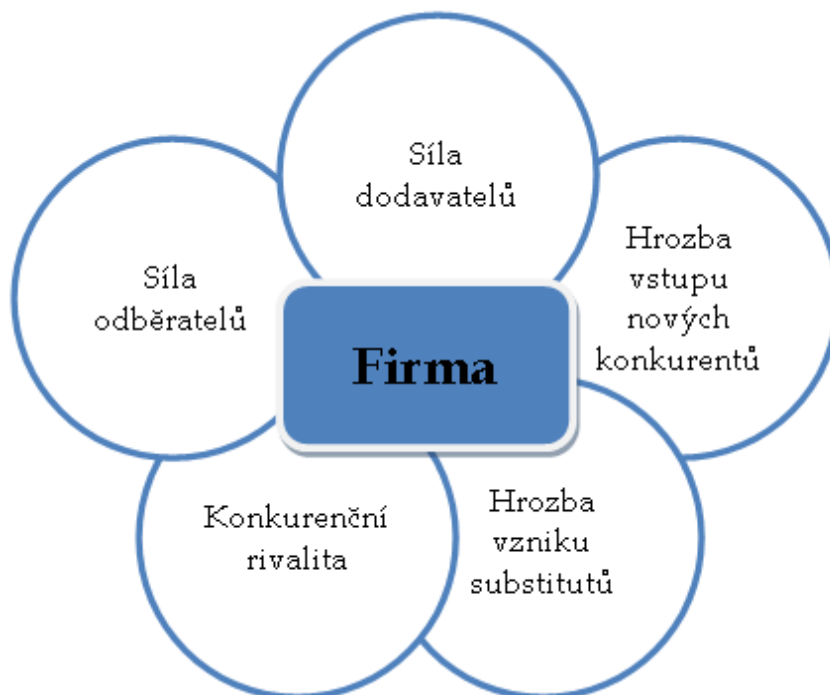 Síla
dodavatelů
Hrozba
vstupu
nových
konkurentů
Síla
odběratelů
Firma
Konkurenční
rivalita
Hrozba
vzniku
substitutů